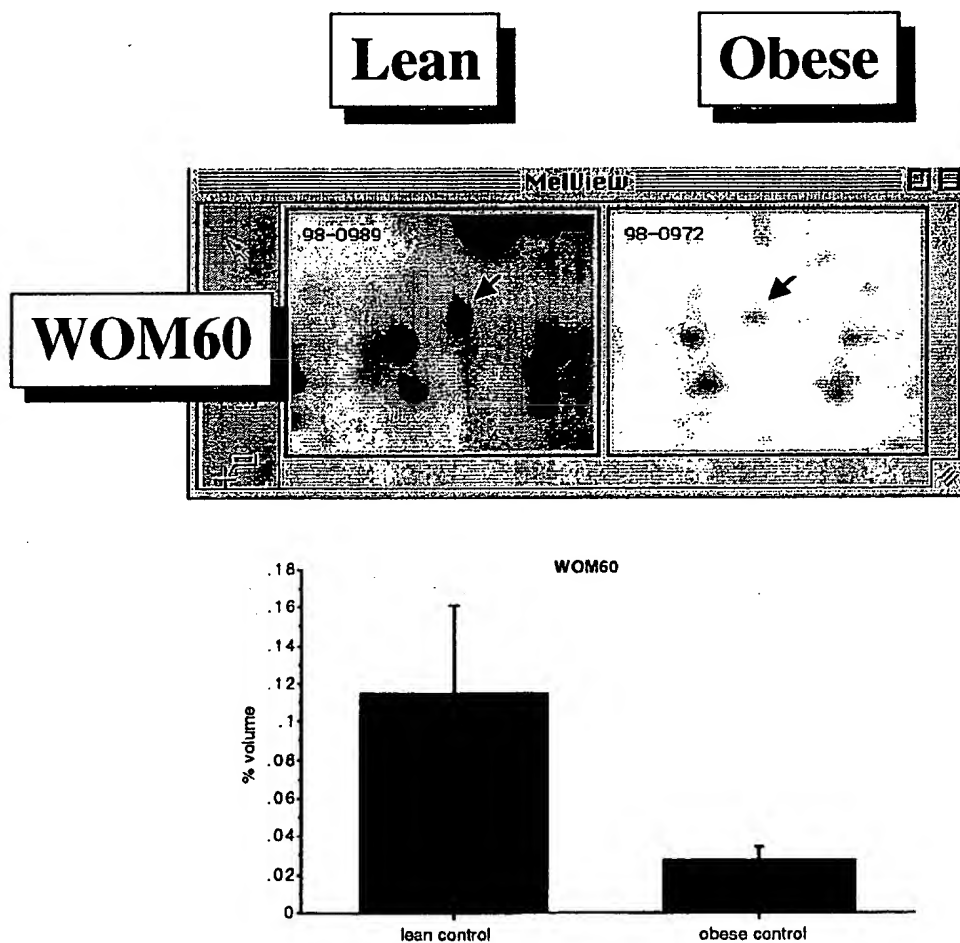 Lean
Obese
MelView
98-0989
98-0972
WOM60
WOM60
.18
.16
.14
.12
.1
.08
.06
.04
.02
0
% volume
lean control
obese control